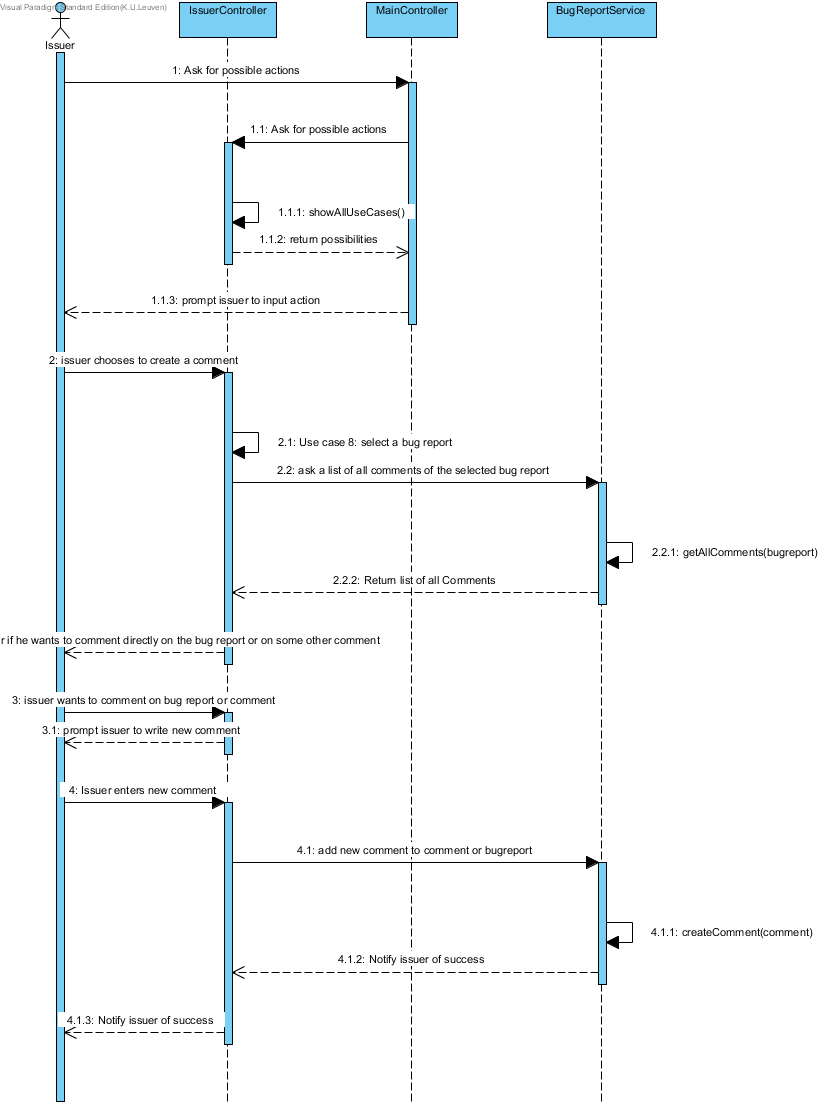 Visual Paradigm Standard Edition(K.U.Leuven)
IssuerController
MainController
BugReportService
Issuer
1: Ask for possible actions
1.1: Ask for possible actions
1.1.1: showAllUseCases()
1.1.2: return possibilities
1.1.3: prompt issuer to input action
2: issuer chooses to create a comment
2.1: Use case 8: select a bug report
2.2: ask a list of all comments of the selected bug report
2.2.1: getAllComments(bugreport)
2.2.2: Return list of all Comments
r if he wants to comment directly on the bug report or on some other comment
3: issuer wants to comment on bug report or comment
3.1: prompt issuer to write new comment
4: Issuer enters new comment
4.1: add new comment to comment or bugreport
4.1.1: createComment(comment)
4.1.2: Notify issuer of success
4.1.3: Notify issuer of success